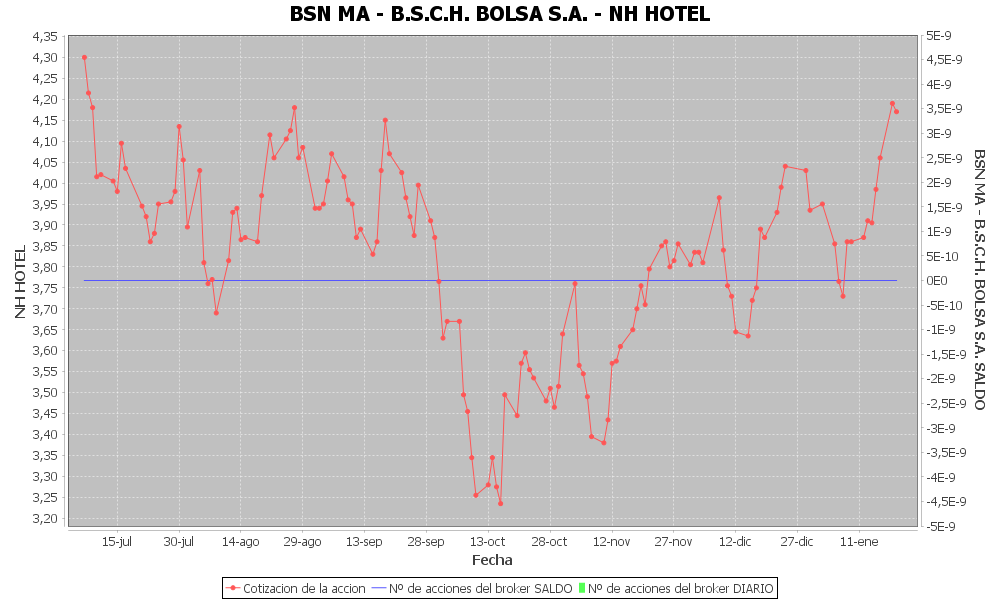 BSN MA - B.S.C.H. BOLSA S.A. - NH HOTEL
NH HOTEL
4,35
4,30
4,25
4,20
4,15
4,10
4,05
4,00
3,95
3,90
3,85
3,80
3,75
3,70
3,65
3,60
3,55
3,50
3,45
3,40
3,35
3,30
3,25
3,20
5E-9
4,5E-9
4E-9
3,5E-9
3E-9
2,5E-9
2E-9
1,5E-9
1E-9
5E-10
0E0
-5E-10
-1E-9
-1,5E-9
-2E-9
-2,5E-9
-3E-9
-3,5E-9
-4E-9
-4,5E-9
-5E-9
BSN MA - B.S.C.H. BOLSA S.A. SALDO
15-jul 30-jul 14-ago 29-ago 13-sep 28-sep 13-oct 28-oct 12-nov 27-nov 12-dic 27-dic 11-ene
Fecha
Cotizacion de la accion Nº de acciones del broker SALDO Nº de acciones del broker DIARIO